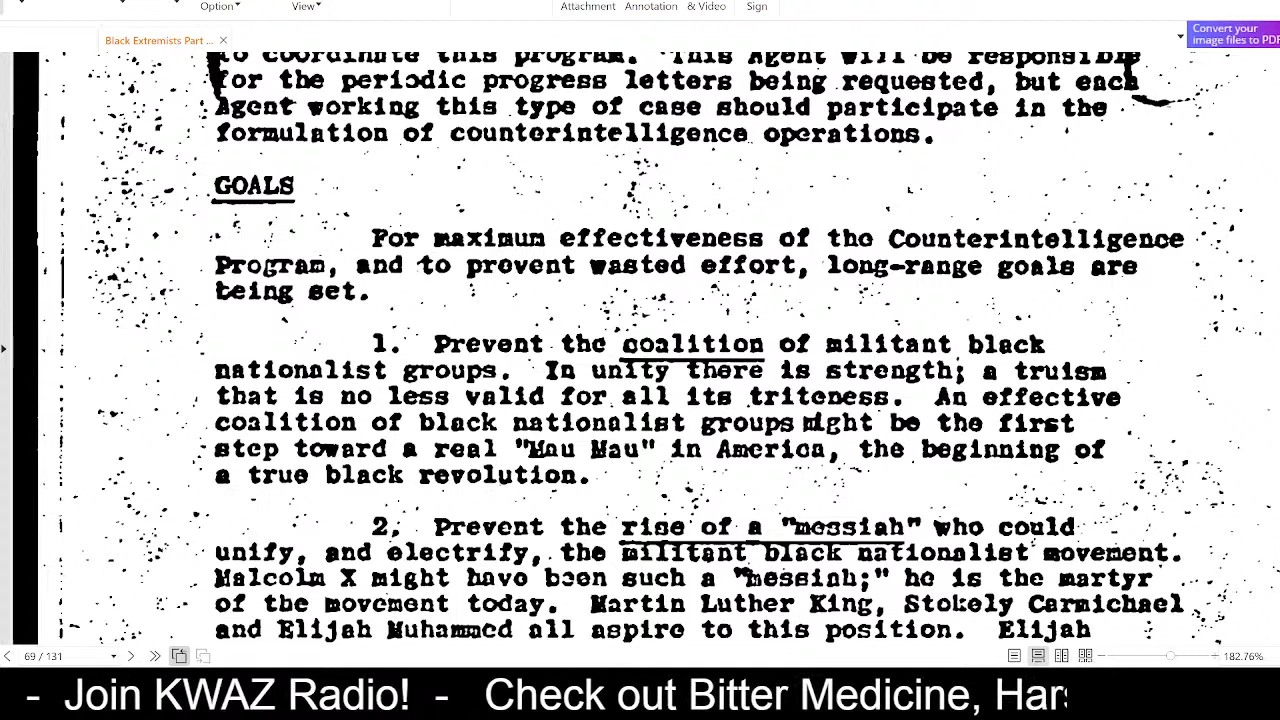 Option View Attachment Annotation & Video Sign
Black Extremists Part ...
Convert your
image files to PDF
to coordinate this program. This Agent will be responsible
for the periodic progress letters being requested, but each
Agent working this type of case should participate in the
formulation of counterintelligence operations.
GOALS
For maximum effectiveness of the Counterintelligence
Program, and to prevent wasted effort, long-range goals are
being set.
1. Prevent the coalition of militant black
nationalist groups. In unity there is strength; a truism
that is no less valid for all its triteness. An effective
coalition of black nationalist groups might be the first
step toward a real "Mau Mau" in America, the beginning of
a true black revolution.
2. Prevent the rise of a "messiah" who could
unify, and electrify, the militant black nationalist movement.
Malcolm X might have been such a "messiah;" he is the martyr
of the movement today. Martin Luther King, Stokely Carmichael
and Elijah Muhammed all aspire to this position. Elijah
69 / 131
182.76%
- Join KWAZ Radio! - Check out Bitter Medicine, Hars